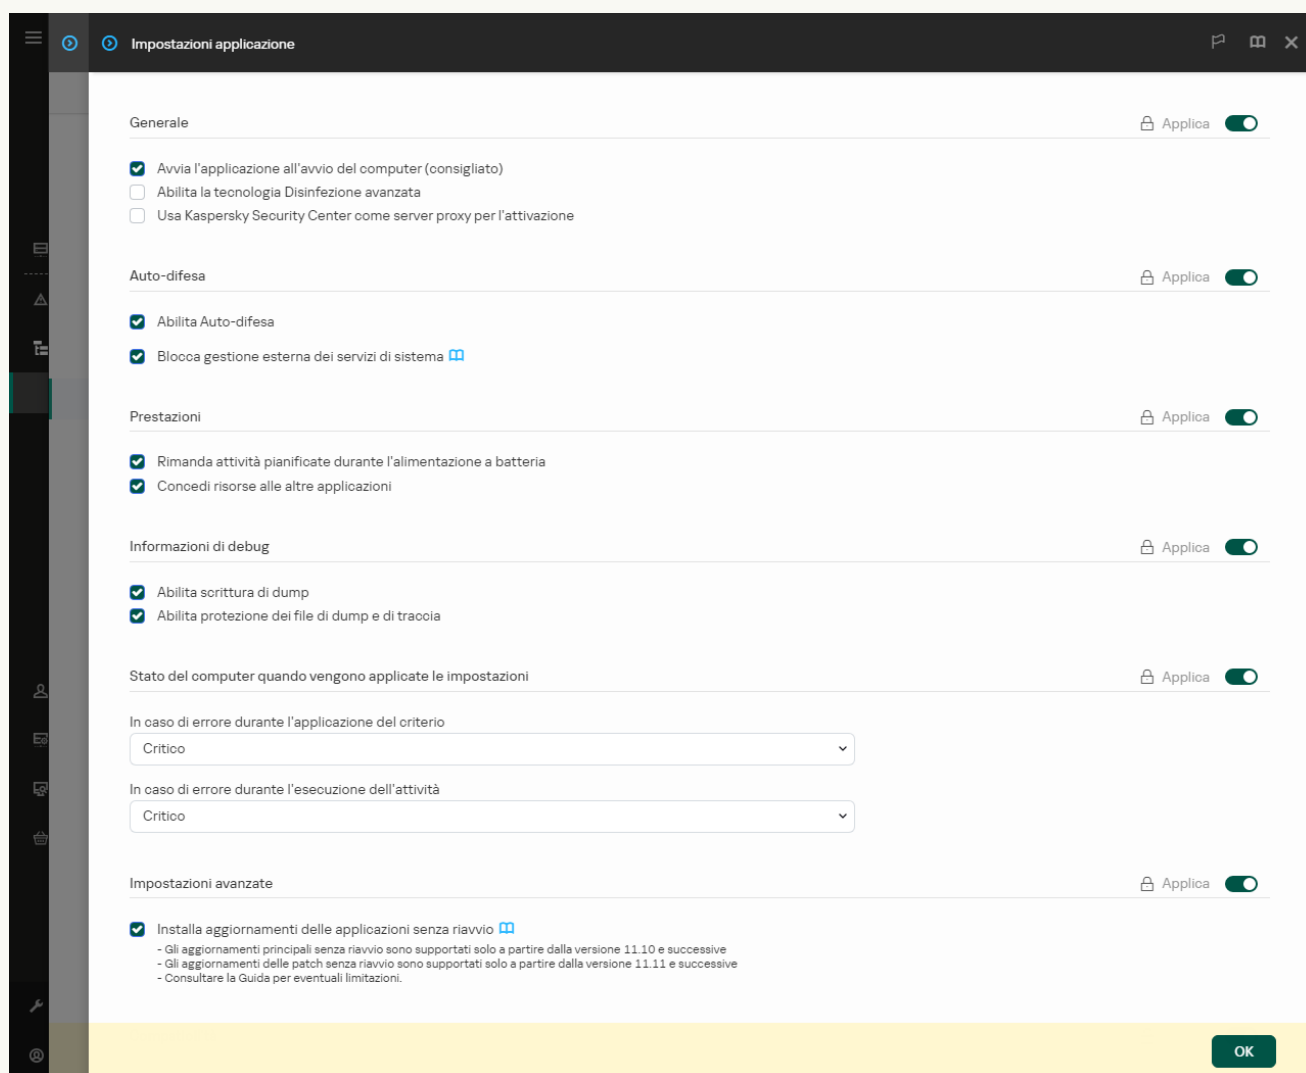 Impostazioni applicazione
Generale
Applica
Avvia l'applicazione all'avvio del computer (consigliato)
Abilita la tecnologia Disinfezione avanzata
Usa Kaspersky Security Center come server proxy per l'attivazione
Auto-difesa
Applica
Abilita Auto-difesa
Blocca gestione esterna dei servizi di sistema
Prestazioni
Applica
Rimanda attività pianificate durante l'alimentazione a batteria
Concedi risorse alle altre applicazioni
Informazioni di debug
Applica
Abilita scrittura di dump
Abilita protezione dei file di dump e di traccia
Stato del computer quando vengono applicate le impostazioni
Applica
In caso di errore durante l'applicazione del criterio
Critico
In caso di errore durante l'esecuzione dell'attività
Critico
Impostazioni avanzate
Applica
Installa aggiornamenti delle applicazioni senza riavvio
- Gli aggiornamenti principali senza riavvio sono supportati solo a partire dalla versione 11.10 e successive
- Gli aggiornamenti delle patch senza riavvio sono supportati solo a partire dalla versione 11.11 e successive
- Consultare la Guida per eventuali limitazioni.
OK